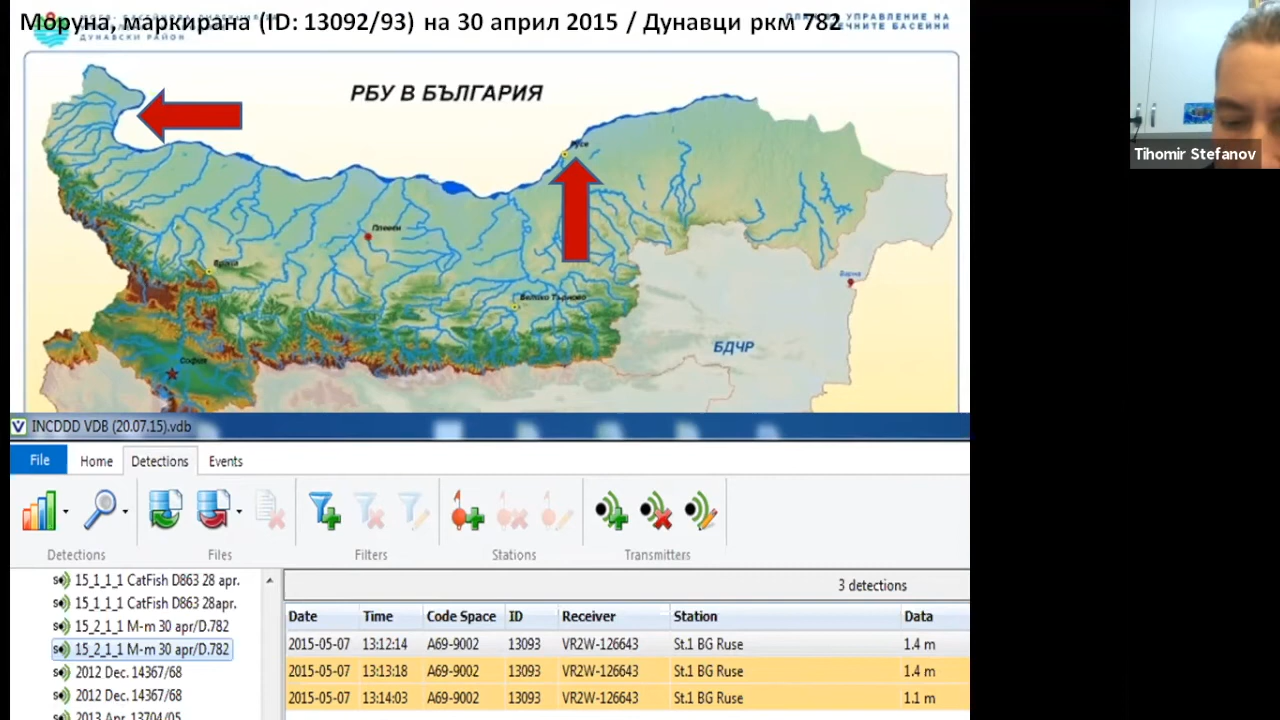 Моруна, маркирана (ID: 13092/93) на 30 април 2015 / Дунавци ркм 782
ДУНАВСКИ РАЙОН
РБУ В БЪЛГАРИЯ
Русе
Плевен
Враца
Велико Търново
Варна
БДЧР
София
INCDDD VDB (20.07.15).vdb
File Home Detections Events
Detections Files Filters Stations Transmitters
15_1_1_1 CatFish D863 28 apr.
15_1_1_1 CatFish D863 28apr.
15_2_1_1 M-m 30 apr/D.782
15_2_1_1 M-m 30 apr/D.782
2012 Dec. 14367/68
2012 Dec. 14367/68
2013 Apr. 13704/05
3 detections
Date Time Code Space ID Receiver Station Data
2015-05-07 13:12:14 A69-9002 13093 VR2W-126643 St.1 BG Ruse 1.4 m
2015-05-07 13:13:18 A69-9002 13093 VR2W-126643 St.1 BG Ruse 1.4 m
2015-05-07 13:14:03 A69-9002 13093 VR2W-126643 St.1 BG Ruse 1.1 m
Tihomir Stefanov